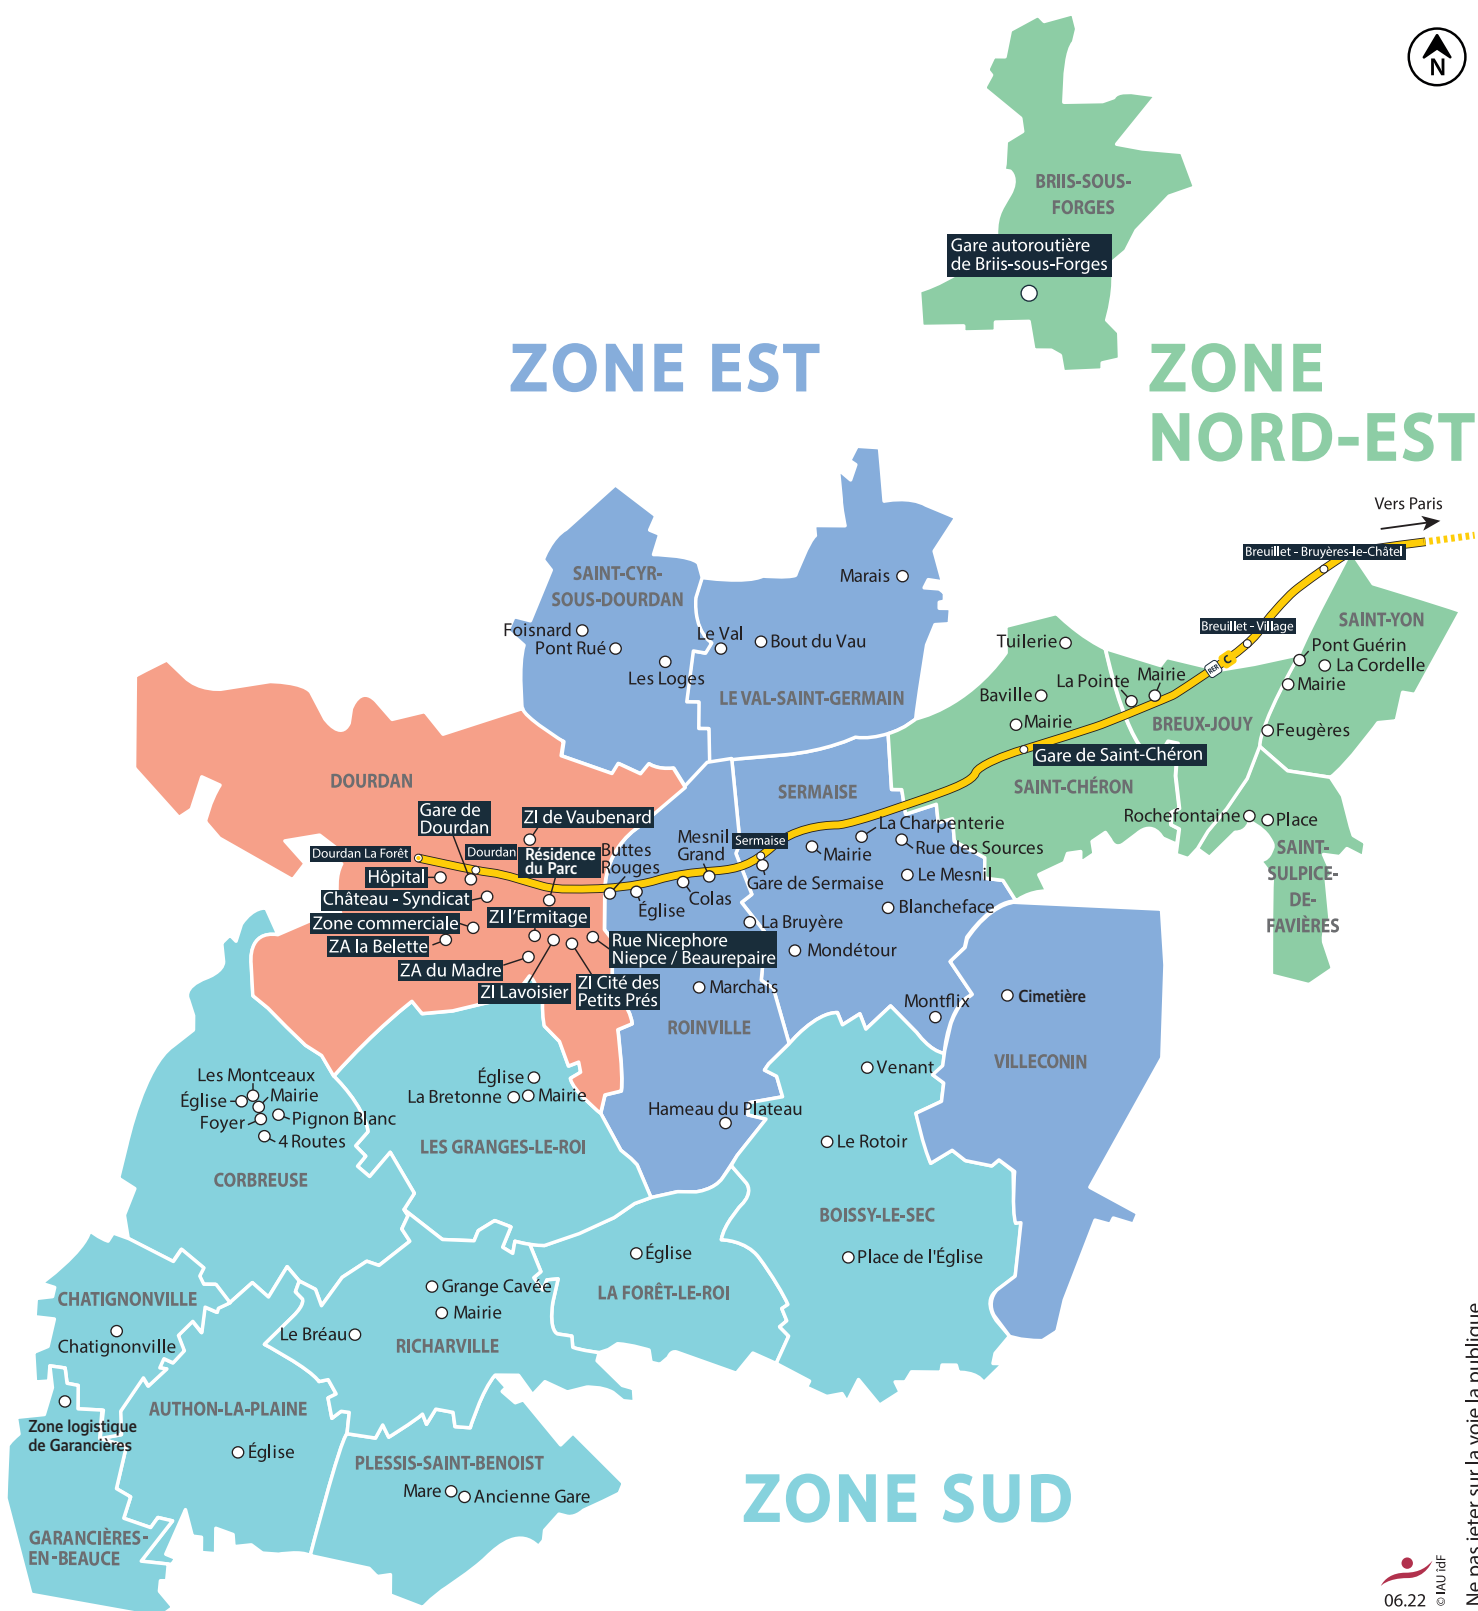 N
BRIIS-SOUS-
FORGES
Gare autoroutière
de Briis-sous-Forges
ZONE EST
ZONE
NORD-EST
Vers Paris
Breuillet - Bruyères-le-Châtel
SAINT-CYR-
SOUS-DOURDAN
Marais
Foisnard
Pont Rué
Les Loges
Le Val
Bout du Vau
LE VAL-SAINT-GERMAIN
Tuilerie
Breuillet - Village
SAINT-YON
Pont Guérin
La Cordelle
Mairie
RER C
La Pointe
Mairie
Baville
Mairie
BREUX-JOUY
Feugères
Gare de Saint-Chéron
SAINT-CHÉRON
DOURDAN
SERMAISE
Gare de
Dourdan
ZI de Vaubenard
Rochefontaine
Place
SAINT-
SULPICE-
DE-
FAVIÈRES
Dourdan La Forêt
Dourdan
Résidence
du Parc
Buttes
Rouges
Mesnil
Grand
Sermaise
La Charpenterie
Mairie
Rue des Sources
Hôpital
Gare de Sermaise
Le Mesnil
Château - Syndicat
Colas
Église
Blancheface
ZI l'Ermitage
Zone commerciale
La Bruyère
ZA la Belette
Rue Nicephore
Niepce / Beaurepaire
Mondétour
ZA du Madre
ZI Lavoisier
ZI Cité des
Petits Prés
Marchais
Montflix
Cimetière
ROINVILLE
VILLECONIN
Venant
Les Montceaux
Église
Mairie
Foyer
Pignon Blanc
4 Routes
Église
La Bretonne
Mairie
Hameau du Plateau
Le Rotoir
LES GRANGES-LE-ROI
CORBREUSE
BOISSY-LE-SEC
Église
Place de l'Église
Grange Cavée
Mairie
LA FORÊT-LE-ROI
CHATIGNONVILLE
Chatignonville
Le Bréau
RICHARVILLE
Zone logistique
de Garancières
AUTHON-LA-PLAINE
Église
PLESSIS-SAINT-BENOIST
Mare
Ancienne Gare
ZONE SUD
GARANCIÈRES-
EN-BEAUCE
06.22
© IAU îdF
Ne pas jeter sur la voie la publique